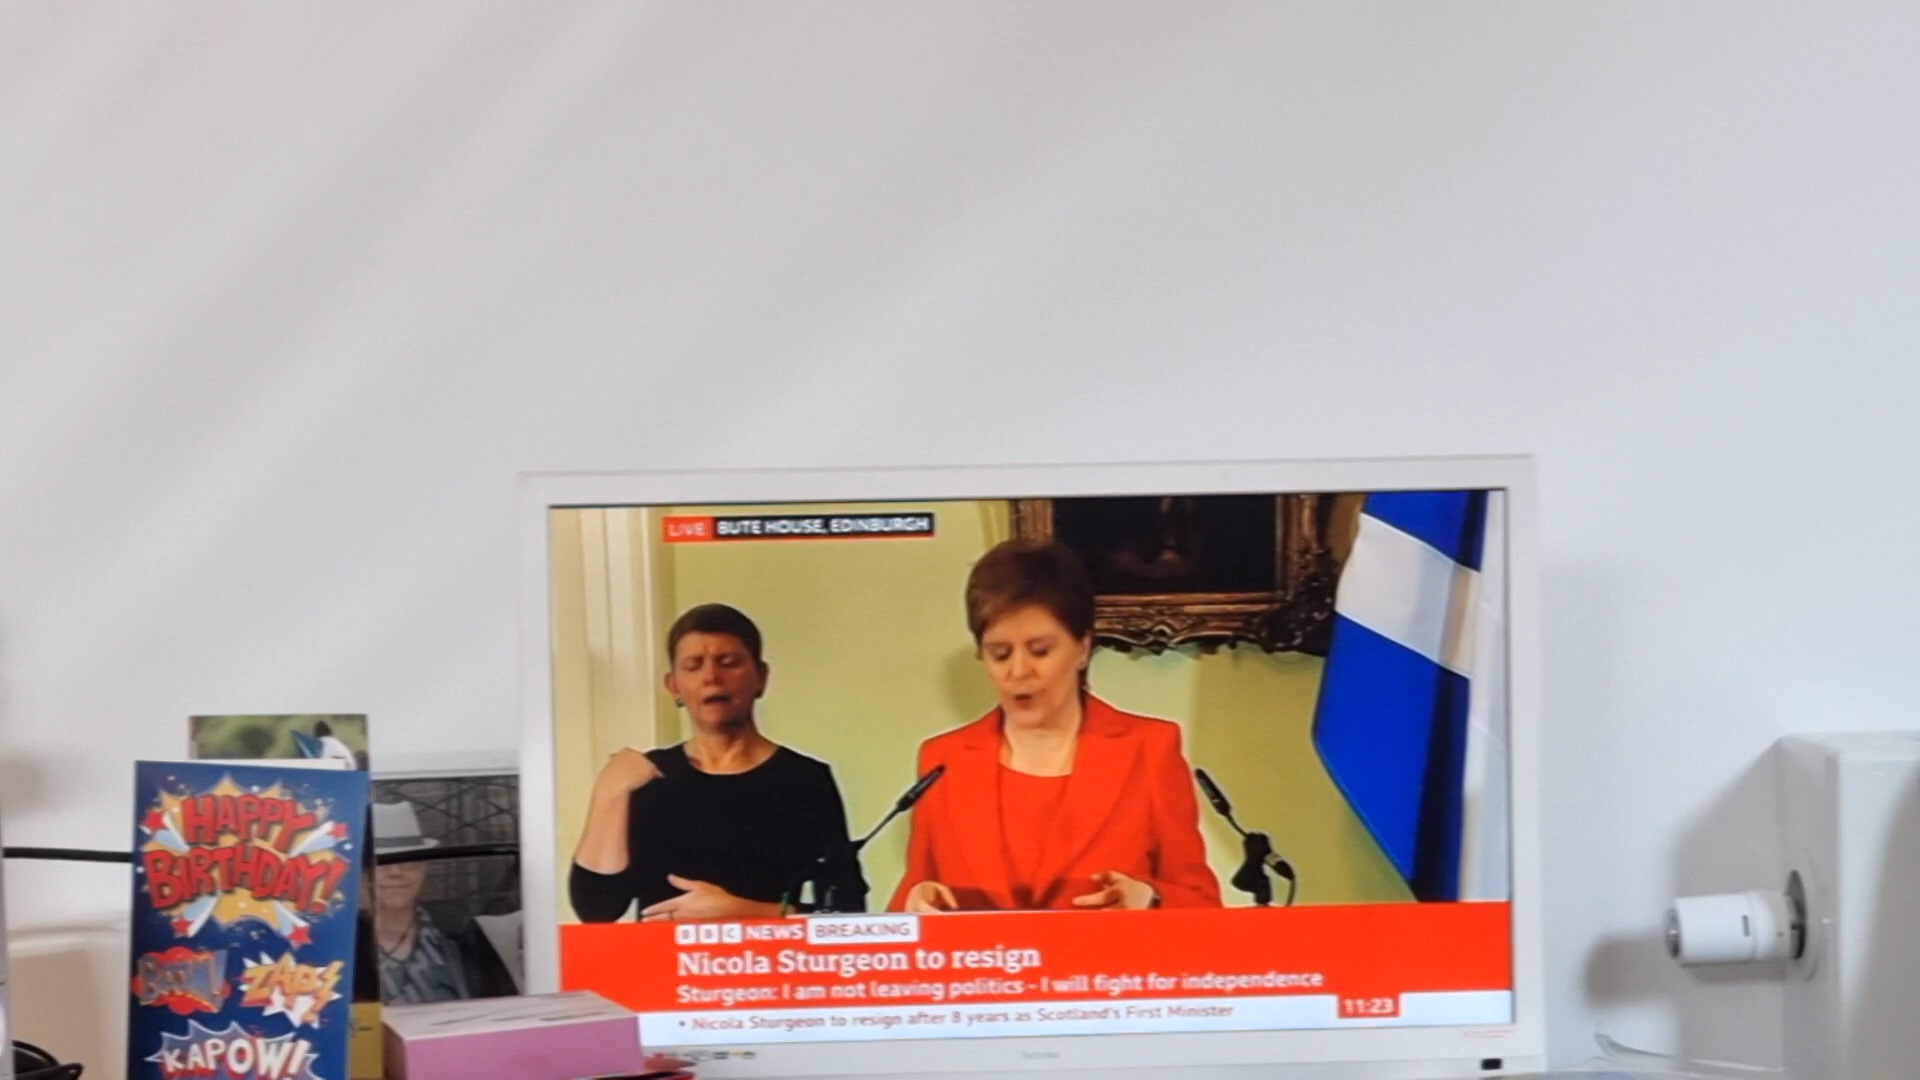 LIVE BUTE HOUSE, EDINBURGH
HAPPY
BIRTHDAY!
BOOM!
ZAP!
KAPOW!
BBC NEWS BREAKING
Nicola Sturgeon to resign
Sturgeon: I am not leaving politics - I will fight for independence
• Nicola Sturgeon to resign after 8 years as Scotland's First Minister
11:23